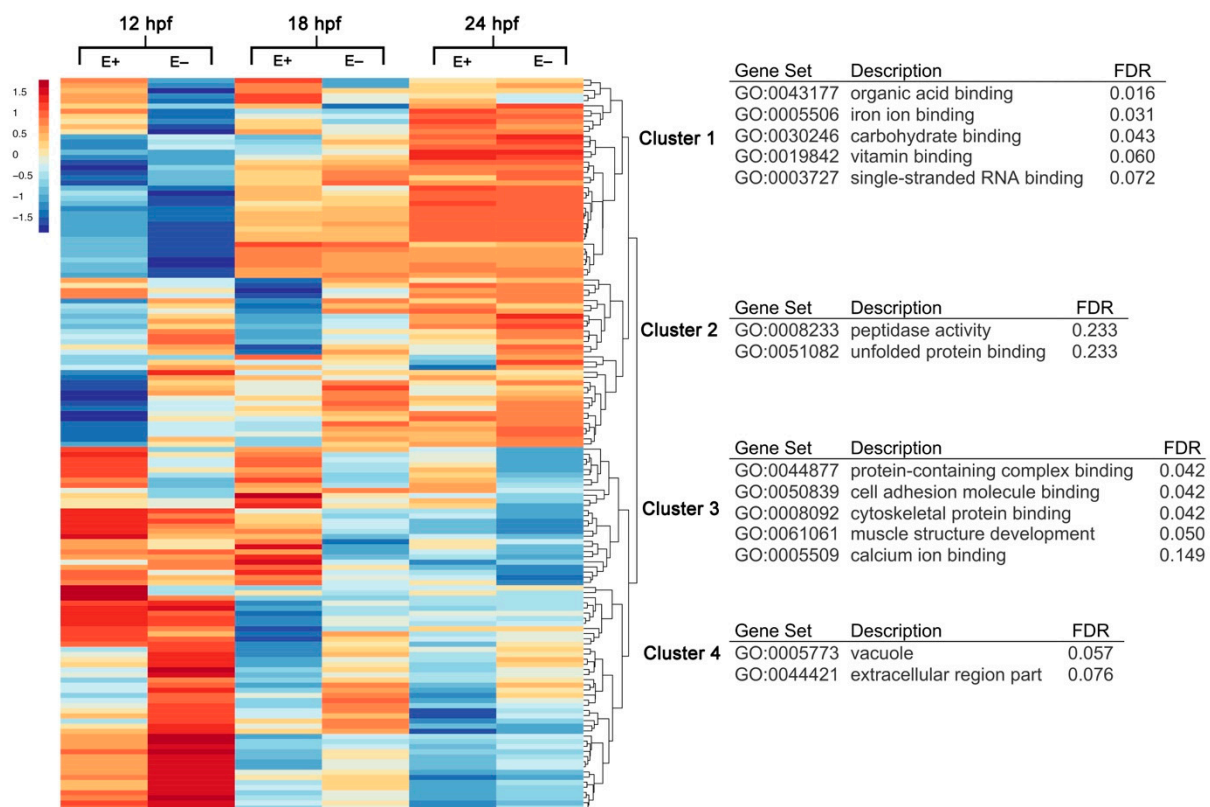 12 hpf 18 hpf 24 hpf
E+ E– E+ E– E+ E–
1.5
1
0.5
0
−0.5
−1
−1.5
Cluster 1
Gene Set Description FDR
GO:0043177 organic acid binding 0.016
GO:0005506 iron ion binding 0.031
GO:0030246 carbohydrate binding 0.043
GO:0019842 vitamin binding 0.060
GO:0003727 single-stranded RNA binding 0.072
Cluster 2
Gene Set Description FDR
GO:0008233 peptidase activity 0.233
GO:0051082 unfolded protein binding 0.233
Cluster 3
Gene Set Description FDR
GO:0044877 protein-containing complex binding 0.042
GO:0050839 cell adhesion molecule binding 0.042
GO:0008092 cytoskeletal protein binding 0.042
GO:0061061 muscle structure development 0.050
GO:0005509 calcium ion binding 0.149
Cluster 4
Gene Set Description FDR
GO:0005773 vacuole 0.057
GO:0044421 extracellular region part 0.076